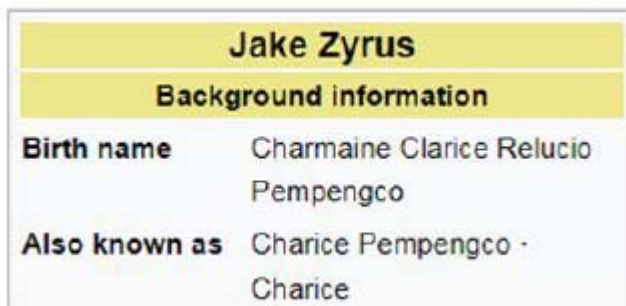 Jake Zyrus
Background information
Birth name Charmaine Clarice Relucio
Pempengco
Also known as Charice Pempengco ·
Charice